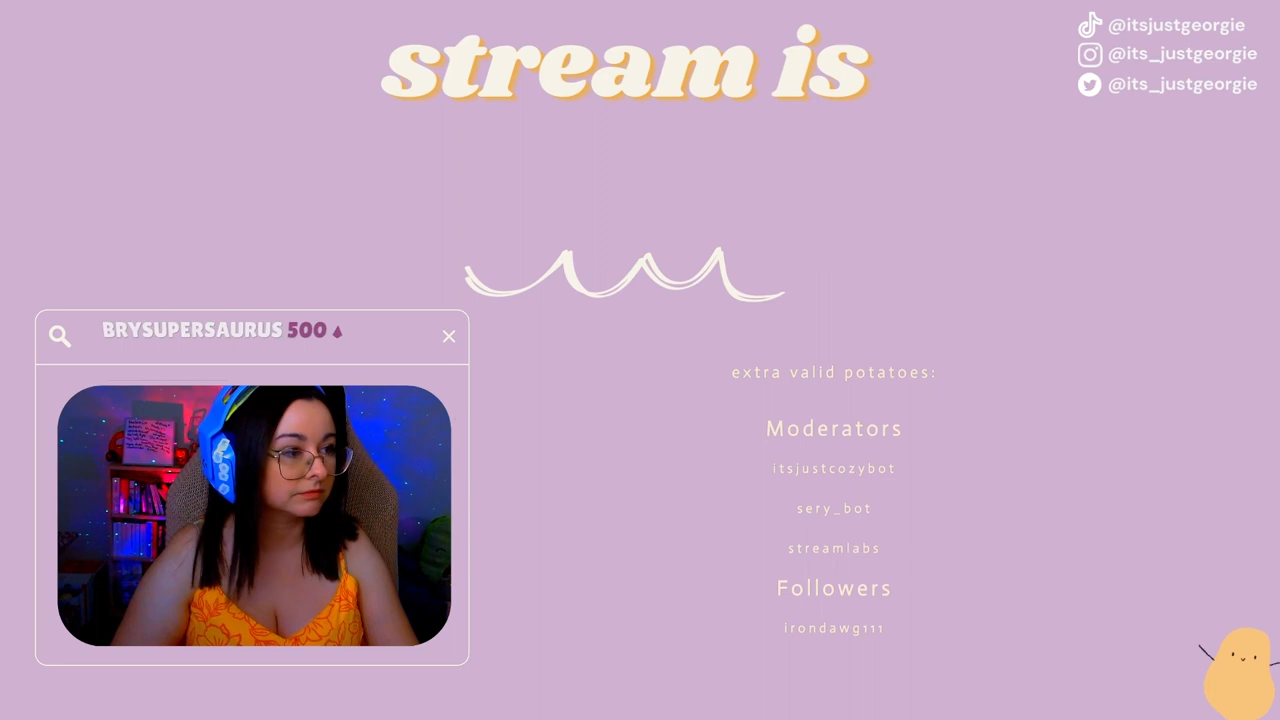 stream is
@itsjustgeorgie
@its_justgeorgie
@its_justgeorgie
BRYSUPERSAURUS 500
extra valid potatoes:
Moderators
itsjustcozybot
sery_bot
streamlabs
Followers
irondawg111